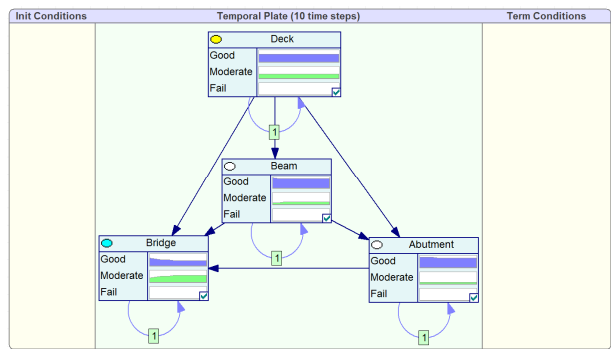 Init Conditions
Temporal Plate (10 time steps)
Term Conditions
Deck
Good
Moderate
Fail
1
Beam
Good
Moderate
Fail
1
Bridge
Good
Moderate
Fail
1
Abutment
Good
Moderate
Fail
1